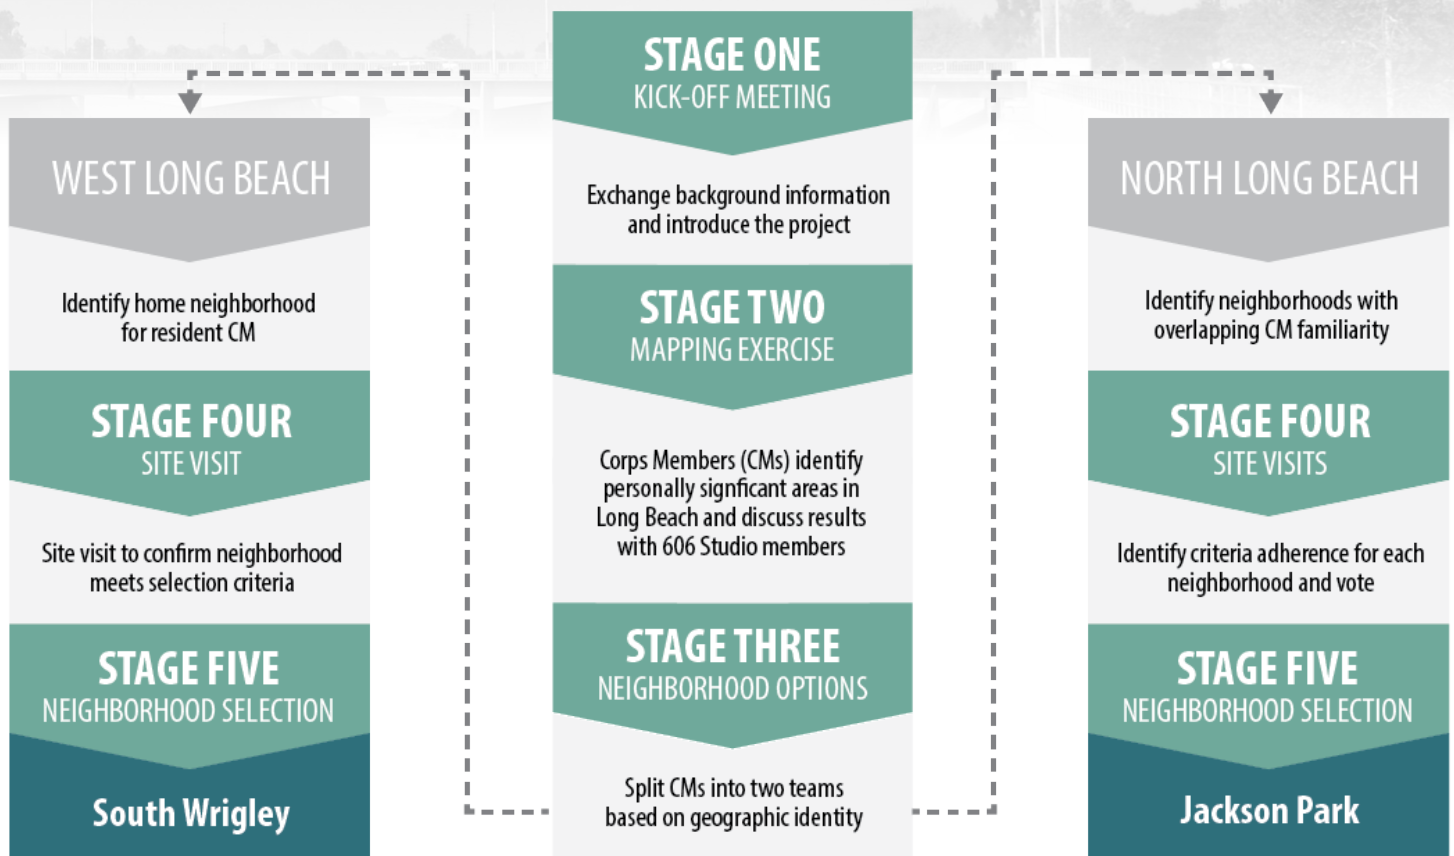 STAGE ONE
KICK-OFF MEETING
Exchange background information
and introduce the project
STAGE TWO
MAPPING EXERCISE
Corps Members (CMs) identify
personally signficant areas in
Long Beach and discuss results
with 606 Studio members
STAGE THREE
NEIGHBORHOOD OPTIONS
Split CMs into two teams
based on geographic identity
WEST LONG BEACH
Identify home neighborhood
for resident CM
STAGE FOUR
SITE VISIT
Site visit to confirm neighborhood
meets selection criteria
STAGE FIVE
NEIGHBORHOOD SELECTION
South Wrigley
NORTH LONG BEACH
Identify neighborhoods with
overlapping CM familiarity
STAGE FOUR
SITE VISITS
Identify criteria adherence for each
neighborhood and vote
STAGE FIVE
NEIGHBORHOOD SELECTION
Jackson Park